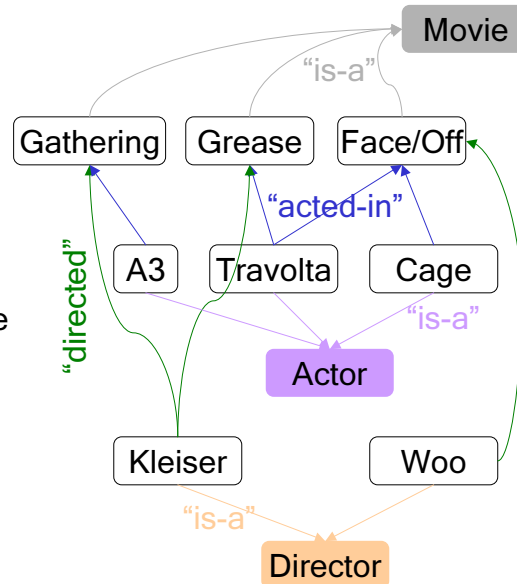 Movie
“is-a”
Gathering
Grease
Face/Off
“acted-in”
“directed”
A3
Travolta
Cage
e
“is-a”
Actor
Kleiser
Woo
“is-a”
Director